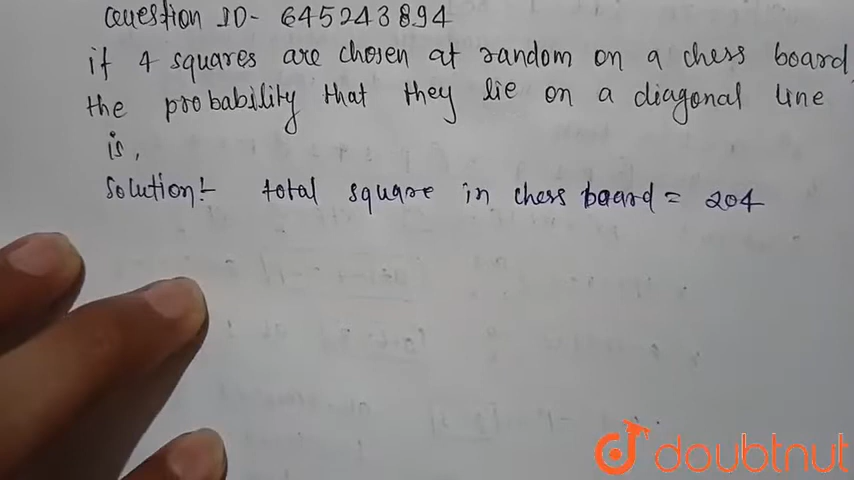 Question ID- 645243894
if 4 squares are chosen at random on a chess board,
the probability that they lie on a diagonal line
is,
Solution:- total square in chess board = 204
doubtnut